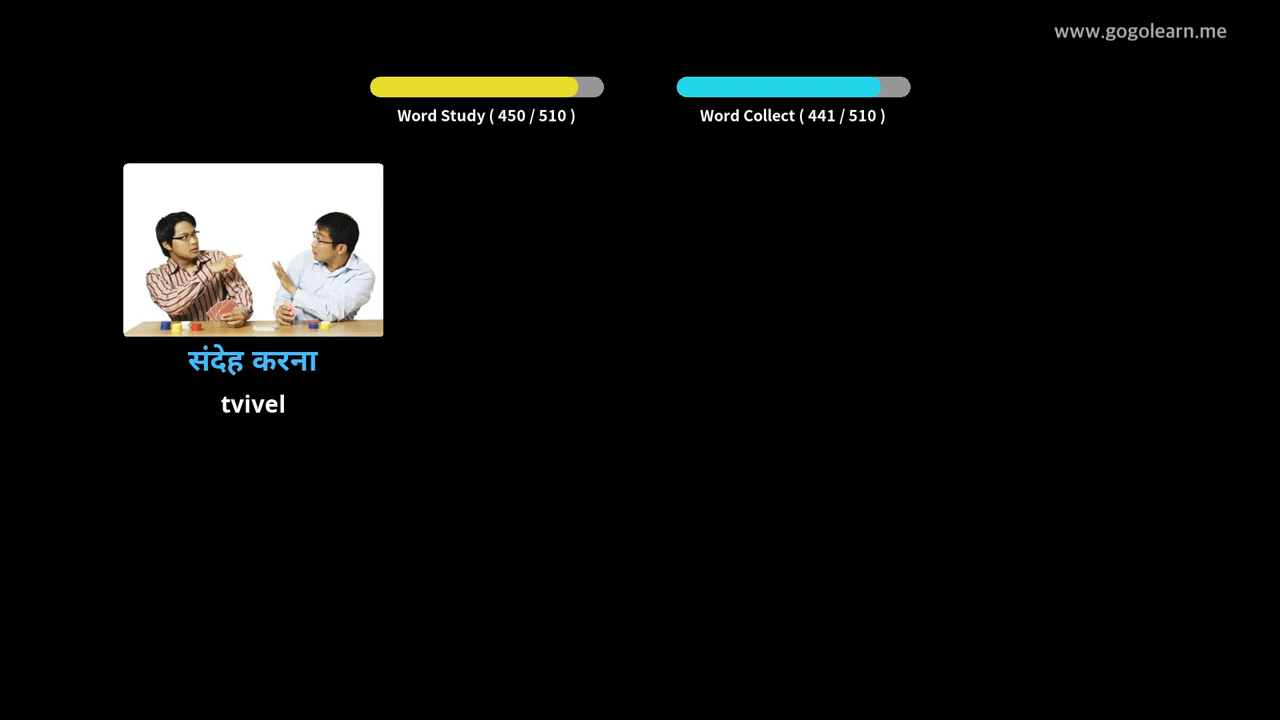 www.gogolearn.me
Word Study ( 450 / 510 )
Word Collect ( 441 / 510 )
संदेह करना
tvivel